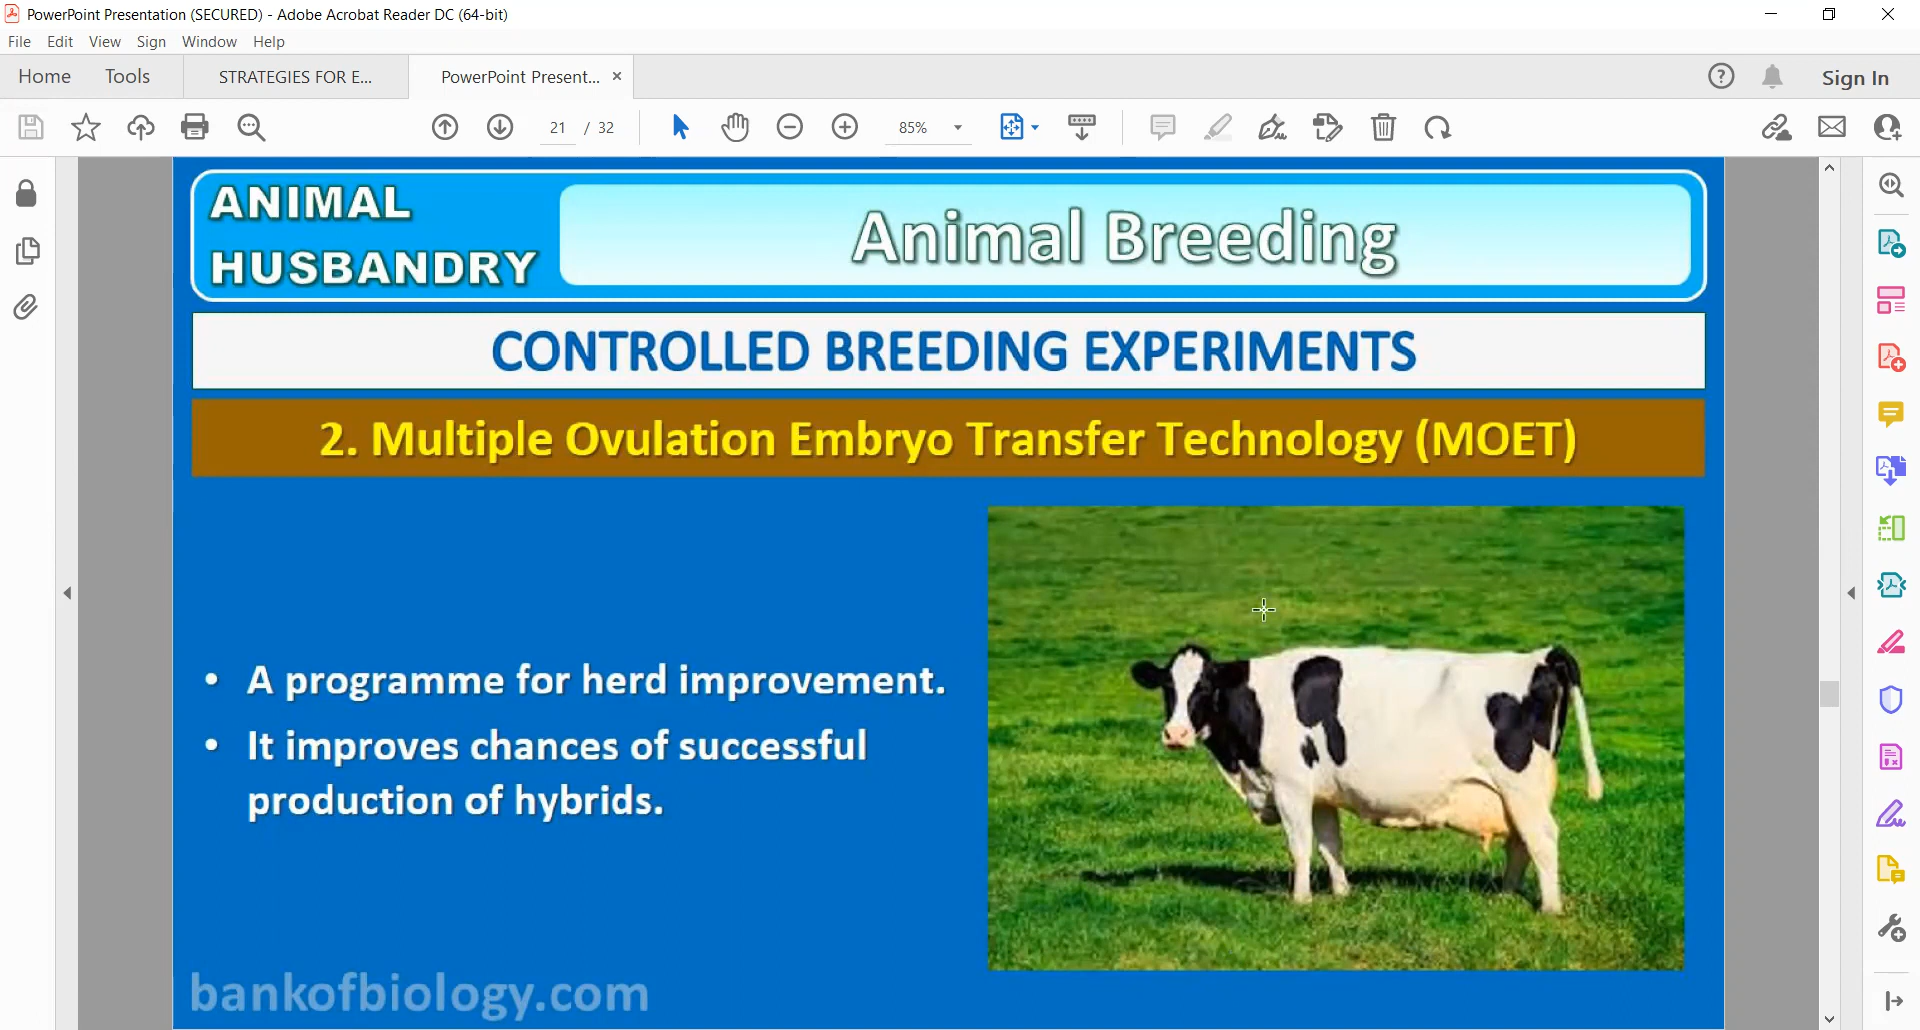 PowerPoint Presentation (SECURED) - Adobe Acrobat Reader DC (64-bit)
File Edit View Sign Window Help
Home Tools STRATEGIES FOR E... PowerPoint Present... Sign In
21 / 32 85%
ANIMAL
HUSBANDRY
Animal Breeding
CONTROLLED BREEDING EXPERIMENTS
2. Multiple Ovulation Embryo Transfer Technology (MOET)
• A programme for herd improvement.
• It improves chances of successful
production of hybrids.
bankofbiology.com